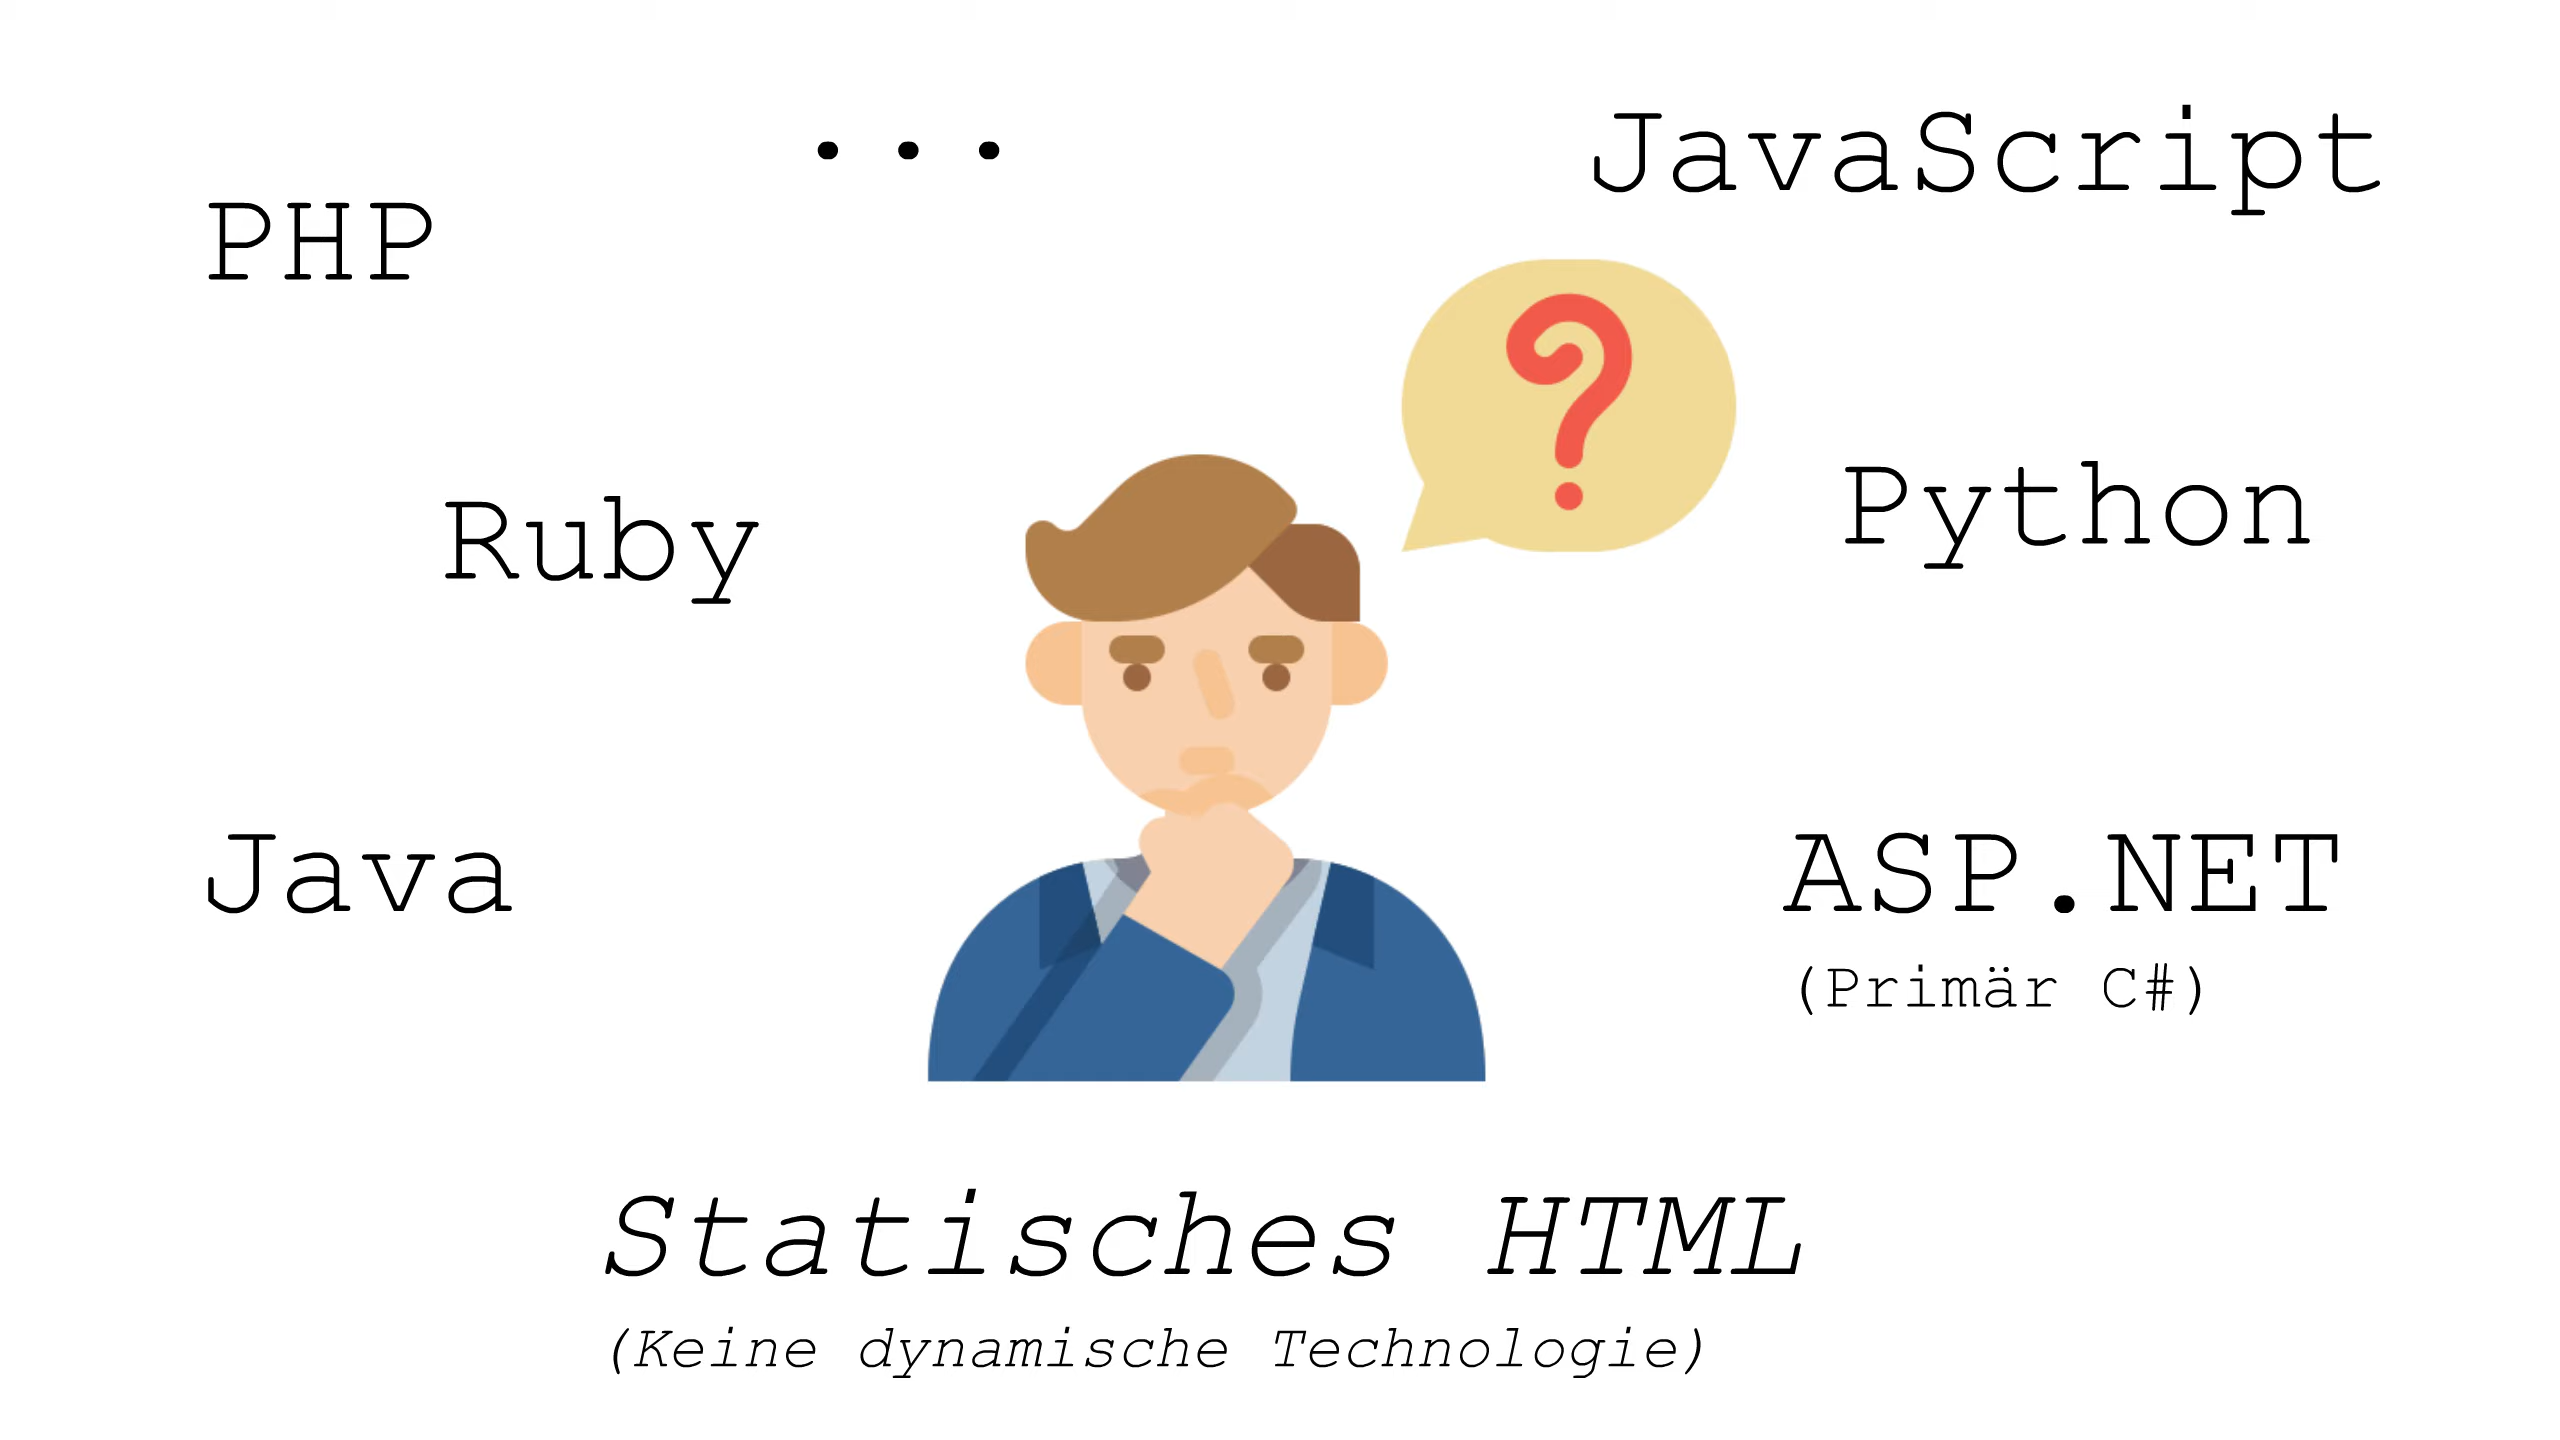 ...
JavaScript
PHP
?
Ruby
Python
Java
ASP.NET
(Primär C#)
Statisches HTML
(Keine dynamische Technologie)